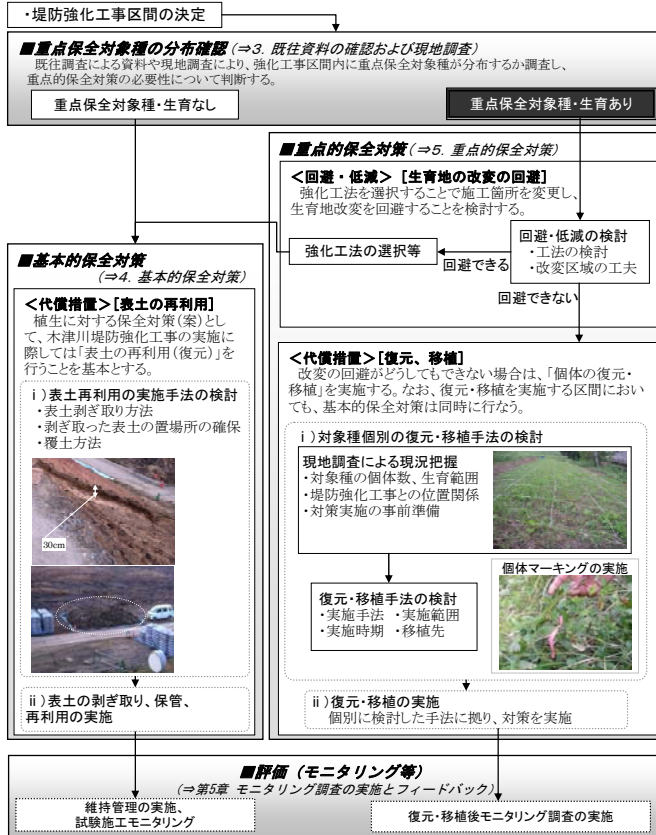 ・堤防強化工事区間の決定
■重点保全対象種の分布確認(⇒3. 既往資料の確認および現地調査)
既往調査による資料や現地調査により、強化工事区間内に重点保全対象種が分布するか調査し、
重点的保全対策の必要性について判断する。
重点保全対象種・生育なし
重点保全対象種・生育あり
■重点的保全対策(⇒5. 重点的保全対策)
<回避・低減> [生育地の改変の回避]
強化工法を選択することで施工箇所を変更し、
生育地改変を回避することを検討する。
強化工法の選択等
回避できる
回避・低減の検討
・工法の検討
・改変区域の工夫
回避できない
■基本的保全対策
(⇒4. 基本的保全対策)
<代償措置>[表土の再利用]
植生に対する保全対策(案)とし
て、木津川堤防強化工事の実施に
際しては「表土の再利用(復元)」を
行うことを基本とする。
ⅰ)表土再利用の実施手法の検討
・表土剥ぎ取り方法
・剥ぎ取った表土の置場所の確保
・覆土方法
30cm
ⅱ)表土の剥ぎ取り、保管、
再利用の実施
<代償措置>[復元、移植]
改変の回避がどうしてもできない場合は、「個体の復元・
移植」を実施する。なお、復元・移植を実施する区間におい
ても、基本的保全対策は同時に行なう。
ⅰ)対象種個別の復元・移植手法の検討
現地調査による現況把握
・対象種の個体数、生育範囲
・堤防強化工事との位置関係
・対策実施の事前準備
個体マーキングの実施
復元・移植手法の検討
・実施手法 ・実施範囲
・実施時期 ・移植先
ⅱ)復元・移植の実施
個別に検討した手法に拠り、対策を実施
■評価(モニタリング等)
(⇒第5章 モニタリング調査の実施とフィードバック)
維持管理の実施、
試験施工モニタリング
復元・移植後モニタリング調査の実施